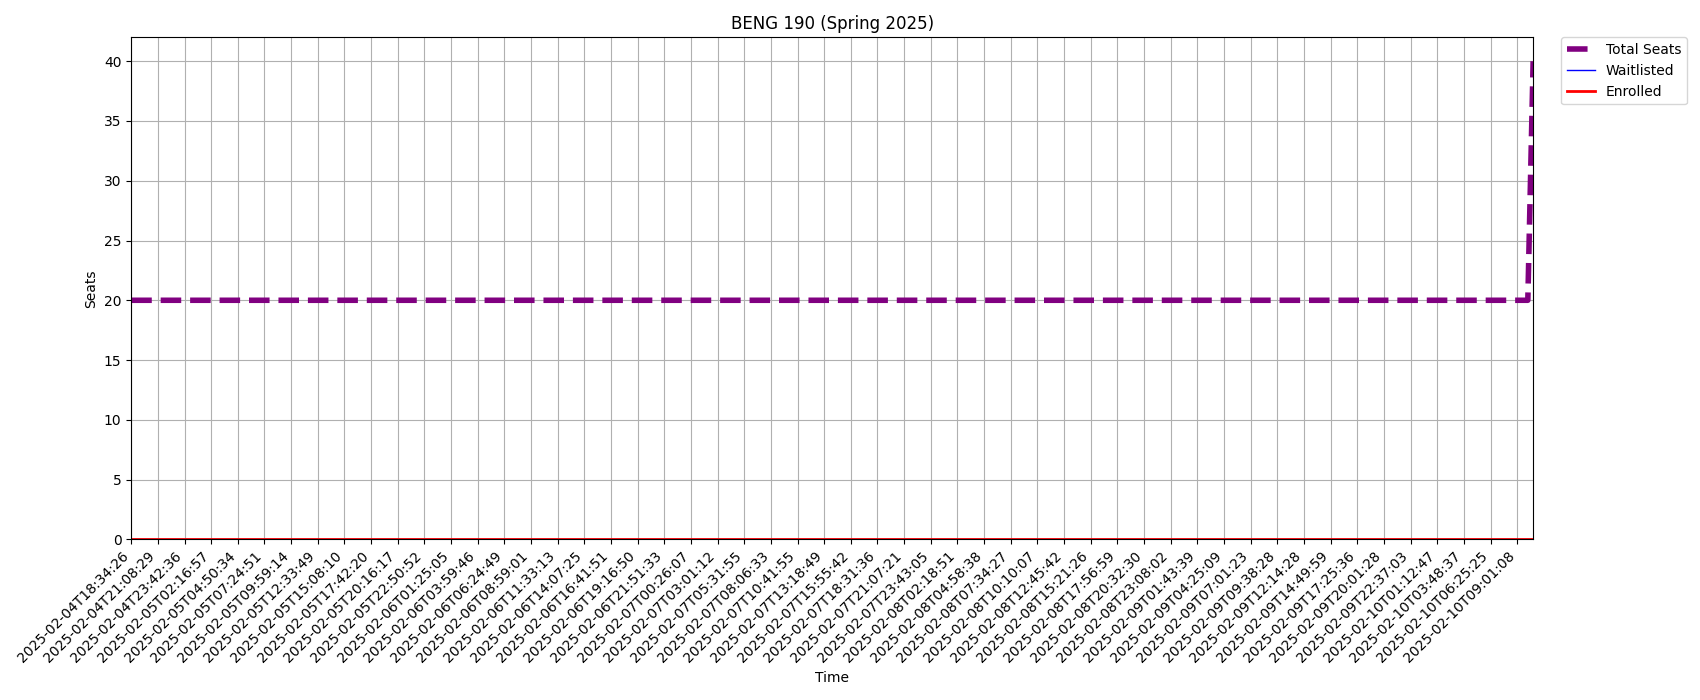 BENG 190 (Spring 2025)
Total Seats
Waitlisted
Enrolled
40
35
30
25
20
15
10
5
0
Seats
2025-02-04T18:34:26
2025-02-04T21:08:29
2025-02-04T23:42:36
2025-02-05T02:16:57
2025-02-05T04:50:34
2025-02-05T07:24:51
2025-02-05T09:59:14
2025-02-05T12:33:49
2025-02-05T15:08:10
2025-02-05T17:42:20
2025-02-05T20:16:17
2025-02-05T22:50:52
2025-02-06T01:25:05
2025-02-06T03:59:46
2025-02-06T06:24:49
2025-02-06T08:59:01
2025-02-06T11:33:13
2025-02-06T14:07:25
2025-02-06T16:41:51
2025-02-06T19:16:50
2025-02-06T21:51:33
2025-02-07T00:26:07
2025-02-07T03:01:12
2025-02-07T05:31:55
2025-02-07T08:06:33
2025-02-07T10:41:55
2025-02-07T13:18:49
2025-02-07T15:55:42
2025-02-07T18:31:36
2025-02-07T21:07:21
2025-02-07T23:43:05
2025-02-08T02:18:51
2025-02-08T04:58:38
2025-02-08T07:34:27
2025-02-08T10:10:07
2025-02-08T12:45:42
2025-02-08T15:21:26
2025-02-08T17:56:59
2025-02-08T20:32:30
2025-02-08T23:08:02
2025-02-09T01:43:39
2025-02-09T04:25:09
2025-02-09T07:01:23
2025-02-09T09:38:28
2025-02-09T12:14:28
2025-02-09T14:49:59
2025-02-09T17:25:36
2025-02-09T20:01:28
2025-02-09T22:37:03
2025-02-10T01:12:47
2025-02-10T03:48:37
2025-02-10T06:25:25
2025-02-10T09:01:08
Time